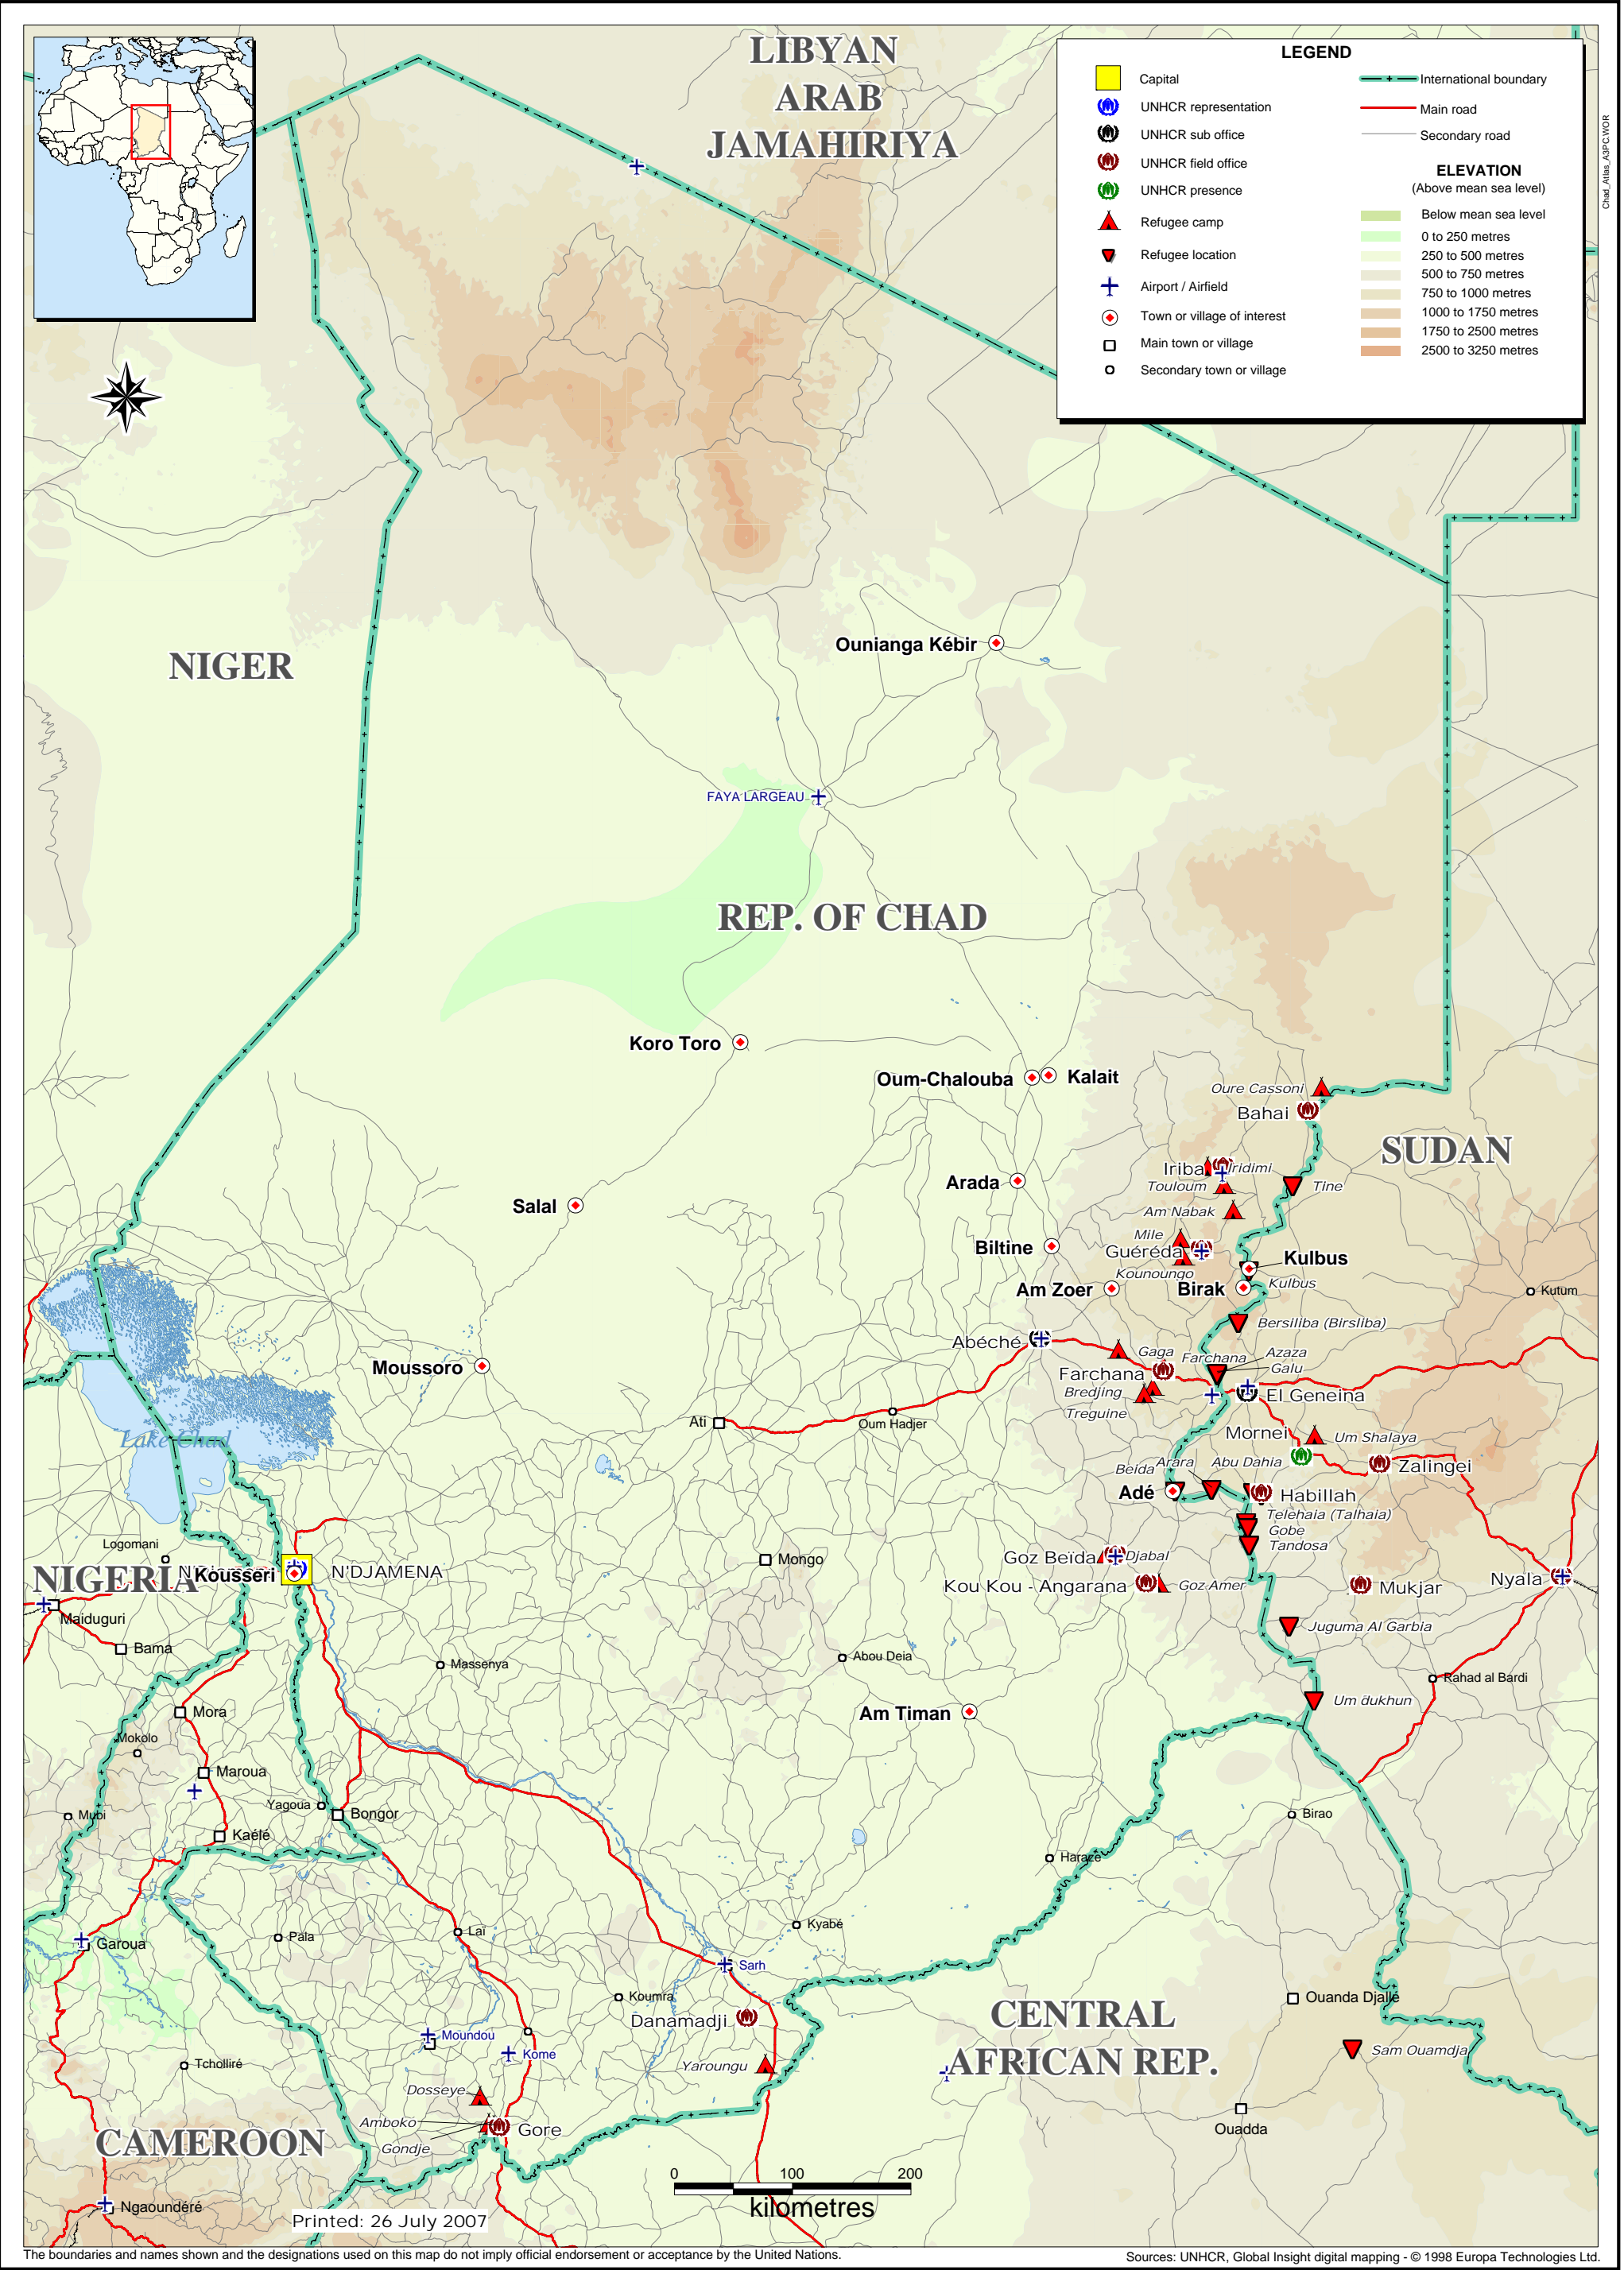 LIBYAN
ARAB
JAMAHIRIYA
LEGEND
Capital
UNHCR representation
UNHCR sub office
UNHCR field office
UNHCR presence
Refugee camp
Refugee location
Airport / Airfield
Town or village of interest
Main town or village
Secondary town or village
International boundary
Main road
Secondary road
ELEVATION
(Above mean sea level)
Below mean sea level
0 to 250 metres
250 to 500 metres
500 to 750 metres
750 to 1000 metres
1000 to 1750 metres
1750 to 2500 metres
2500 to 3250 metres
Chad_Atlas_A3PC.WOR
Ounianga Kébir
NIGER
FAYA LARGEAU
REP. OF CHAD
Koro Toro
Oum-Chalouba
Kalait
Oure Cassoni
Bahai
SUDAN
Iriba
Iridimi
Touloum
Tine
Arada
Salal
Am Nabak
Mile
Guéréda
Biltine
Kulbus
Kounoungo
Kulbus
Am Zoer
Birak
Kutum
Bersiliba (Birsliba)
Abéché
Gaga
Farchana
Azaza
Galu
Moussoro
Farchana
Bredjing
El Geneina
Treguine
Ati
Oum Hadjer
Mornei
Um Shalaya
Lake Chad
Beida
Arara
Abu Dahia
Zalingei
Adé
Habillah
Telehala (Talhaia)
Gobe
Tandosa
Logomani
Mongo
Goz Beïda
Djabal
NIGERIA
Kousseri
N'DJAMENA
Kou Kou - Angarana
Goz Amer
Mukjar
Nyala
Maiduguri
Juguma Al Garbia
Bama
Massenya
Abou Deia
Rahad al Bardi
Mora
Am Timan
Um dukhun
Mokolo
Maroua
Yagoua
Bongor
Mubi
Birao
Kaélé
Haraze
Kyabé
Laï
Pala
Garoua
Sarh
Koumra
Ouanda Djallé
Danamadji
CENTRAL
AFRICAN REP.
Moundou
Kome
Sam Ouamdja
Tcholliré
Yaroungu
Dosseye
Amboko
Gore
Gondje
Ouadda
CAMEROON
0 100 200
kilometres
Ngaoundéré
Printed: 26 July 2007
The boundaries and names shown and the designations used on this map do not imply official endorsement or acceptance by the United Nations.
Sources: UNHCR, Global Insight digital mapping - © 1998 Europa Technologies Ltd.